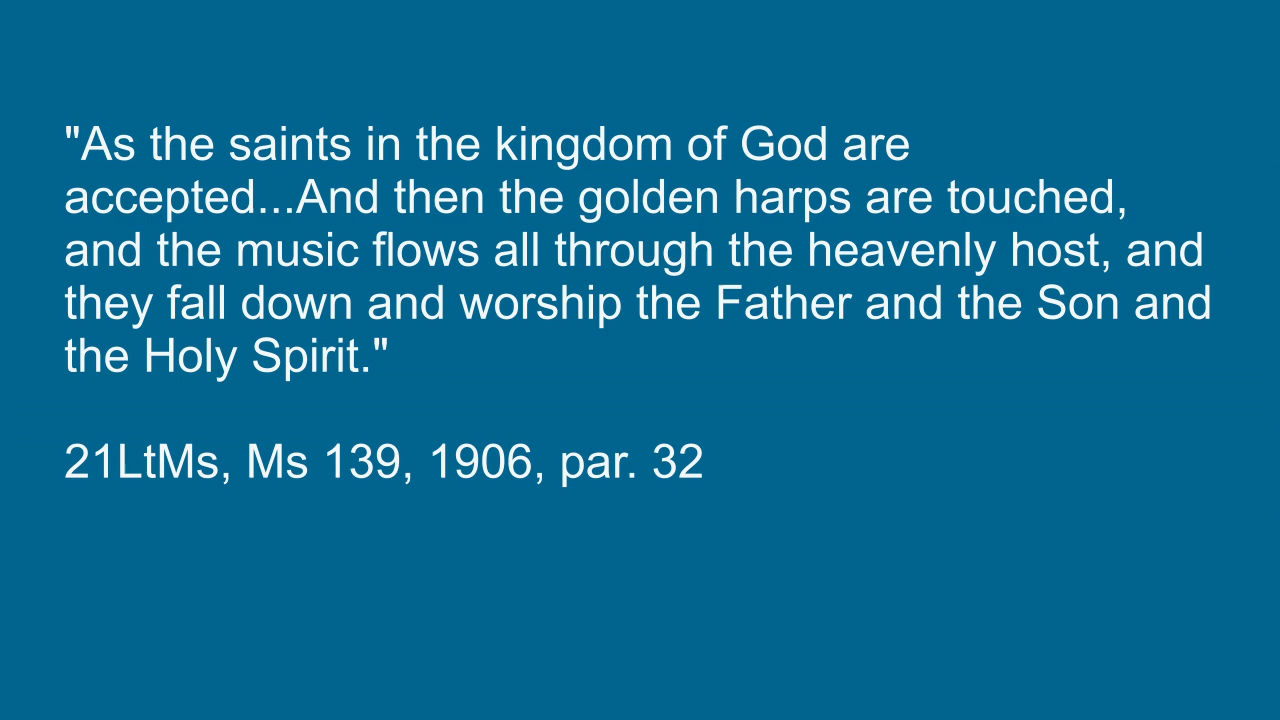 "As the saints in the kingdom of God are
accepted...And then the golden harps are touched,
and the music flows all through the heavenly host, and
they fall down and worship the Father and the Son and
the Holy Spirit."
21LtMs, Ms 139, 1906, par. 32